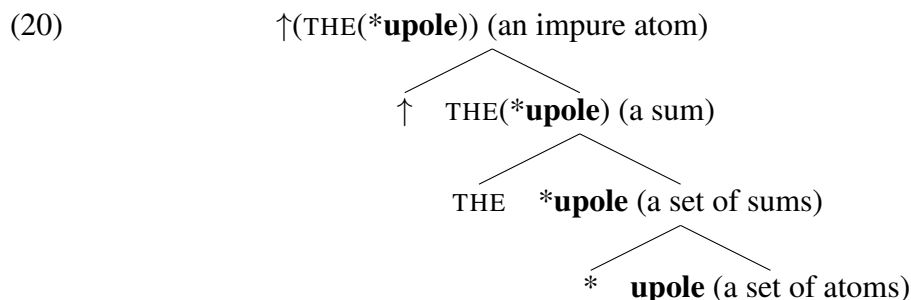 (20) ↑(THE(*upole)) (an impure atom)
↑ THE(*upole) (a sum)
THE *upole (a set of sums)
* upole (a set of atoms)